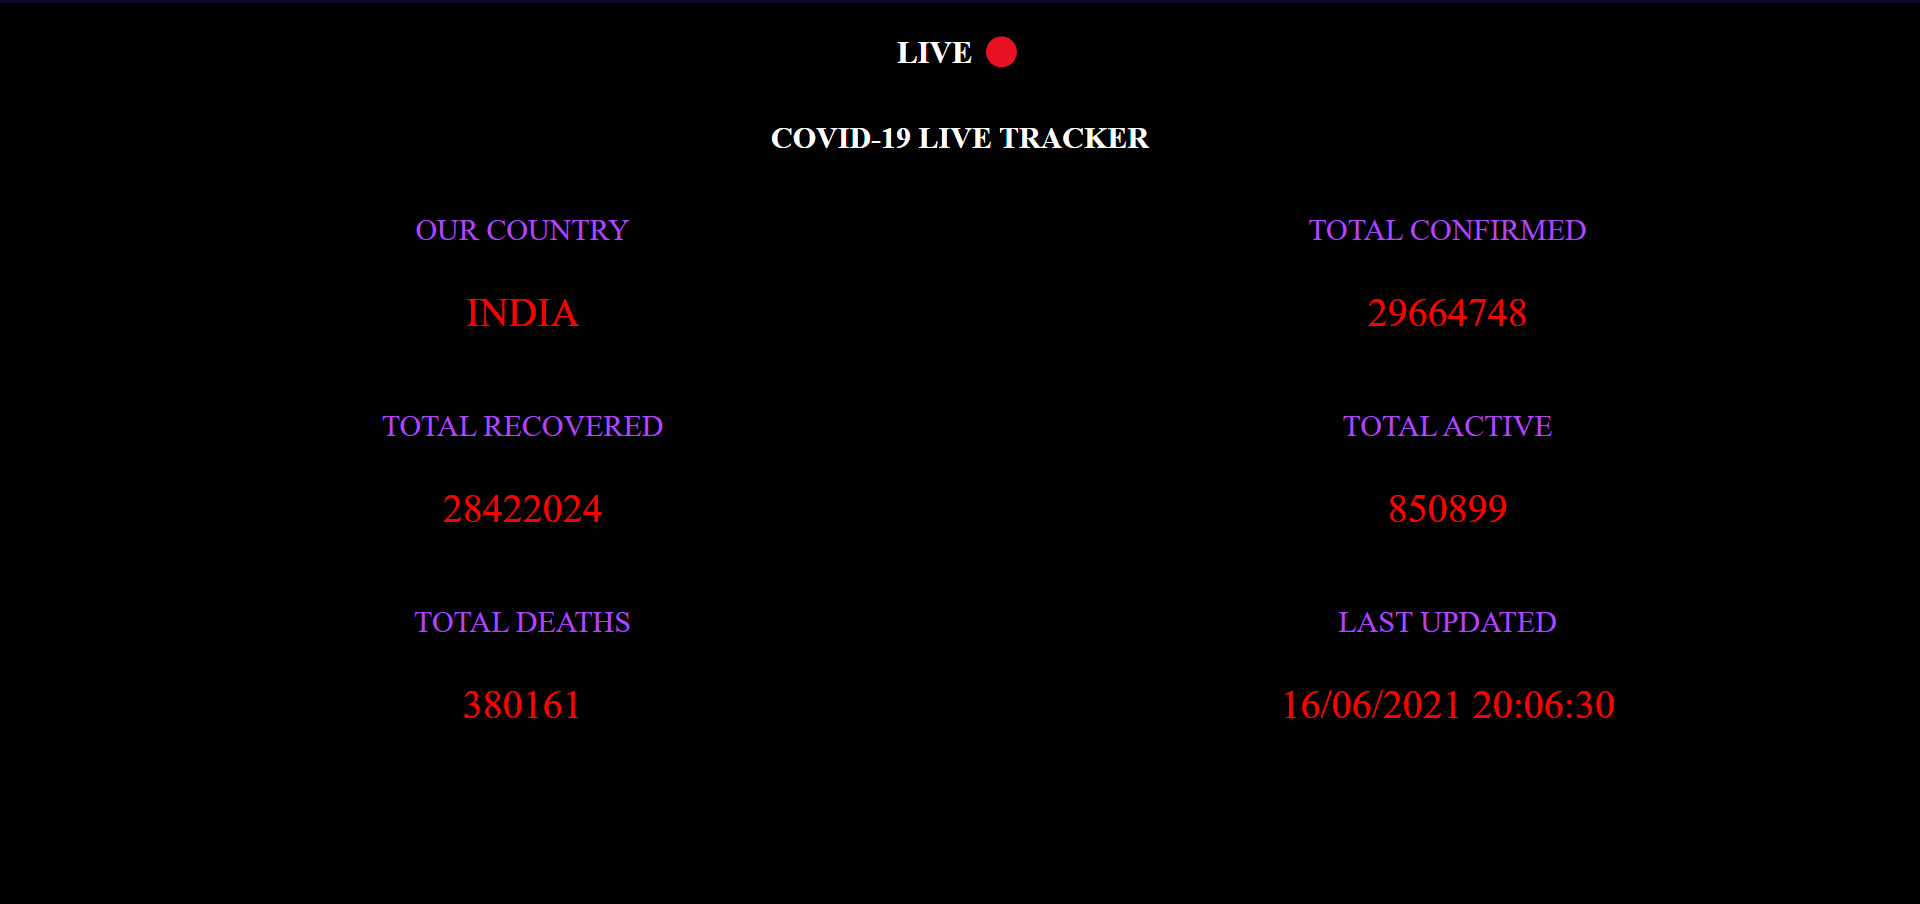 LIVE 🔴
COVID-19 LIVE TRACKER
OUR COUNTRY
INDIA
TOTAL CONFIRMED
29664748
TOTAL RECOVERED
28422024
TOTAL ACTIVE
850899
TOTAL DEATHS
380161
LAST UPDATED
16/06/2021 20:06:30